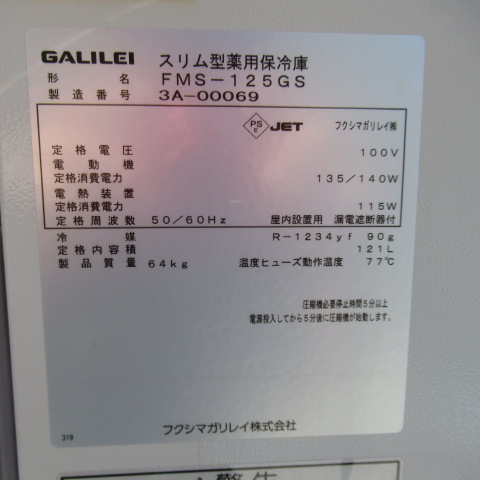 GALILEI スリム型薬用保冷庫
形名 FMS-125GS
製造番号 3A-00069
PS E JET フクシマガリレイ㈱
定格電圧 100V
電動機
定格消費電力 135/140W
電熱装置
定格消費電力 115W
定格周波数 50/60Hz 屋内設置用 漏電遮断器付
冷媒 R-1234yf 90g
定格内容積 121L
製品質量 64kg 温度ヒューズ動作温度 77℃
圧縮機必要停止時間5分以上
電源投入してから5分後に圧縮機が始動します。
フクシマガリレイ株式会社
319